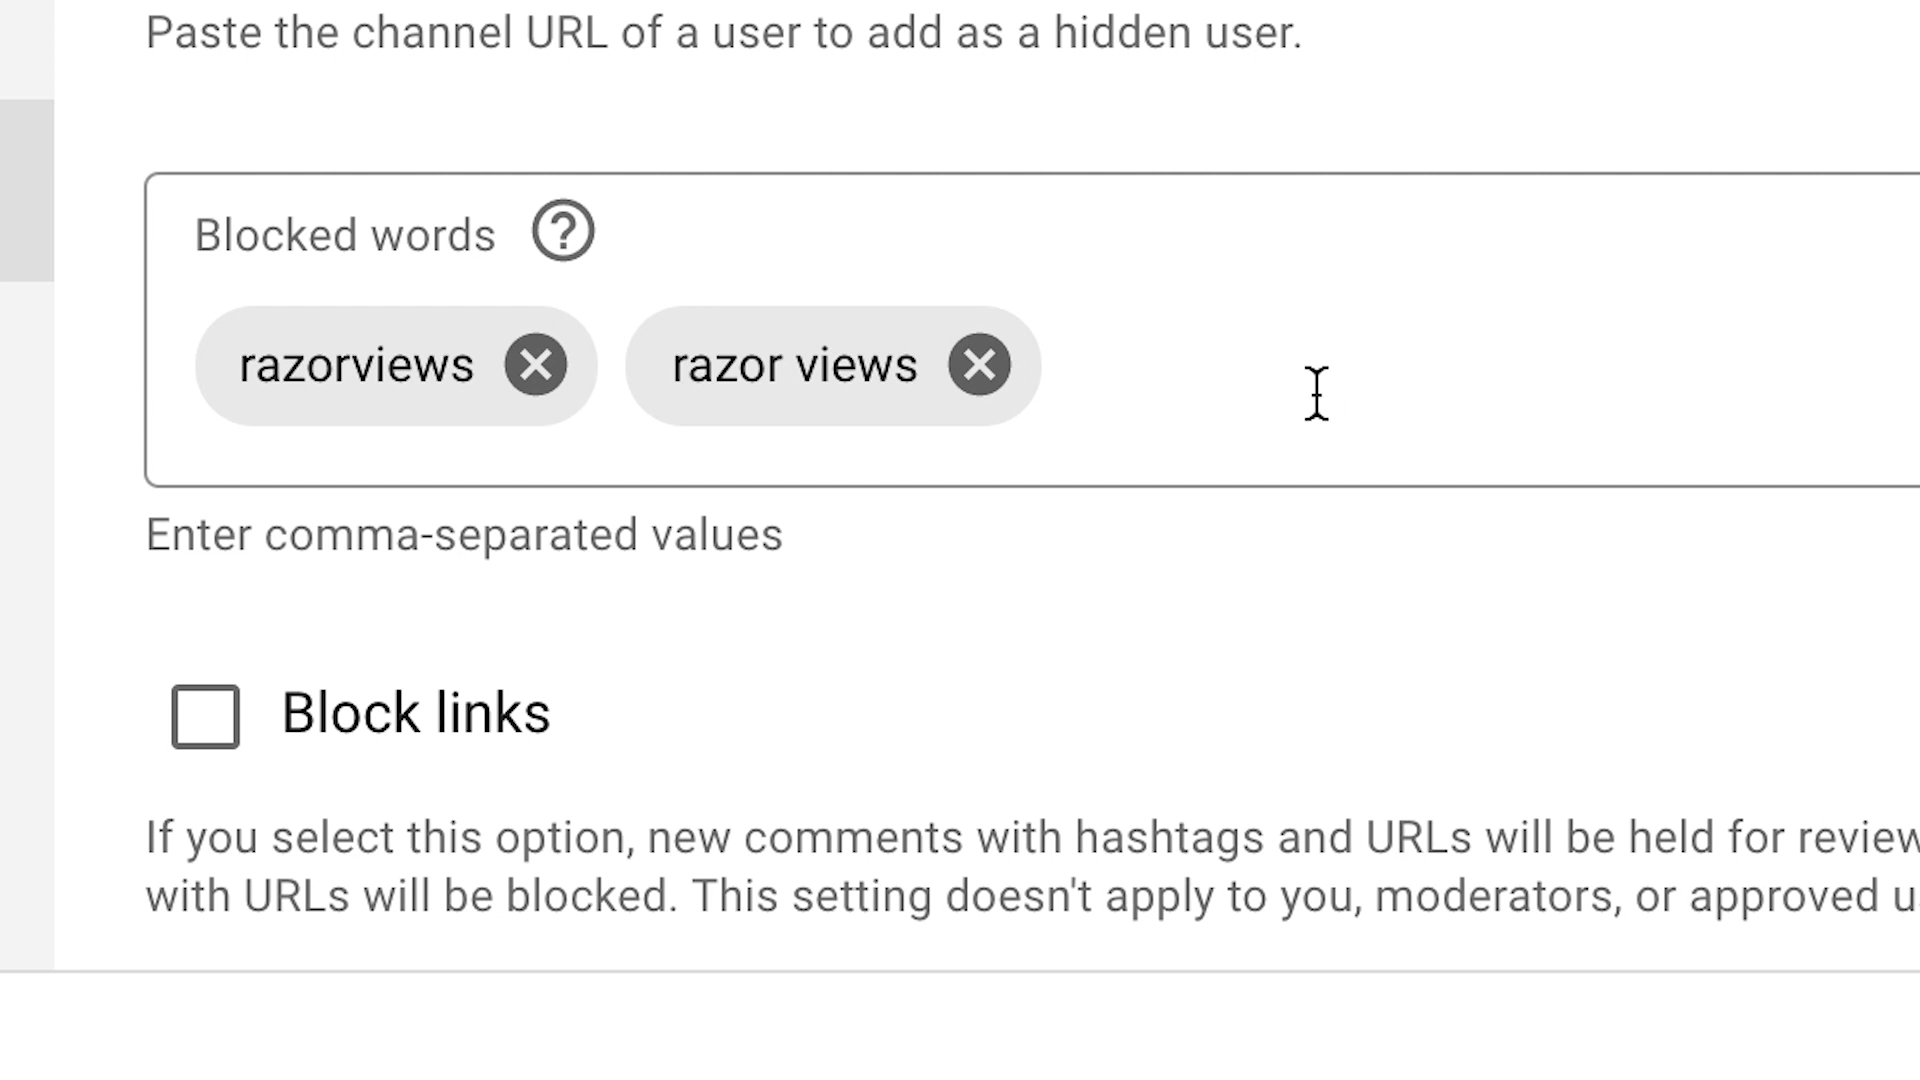 Paste the channel URL of a user to add as a hidden user.
Blocked words
razorviews razor views
Enter comma-separated values
Block links
If you select this option, new comments with hashtags and URLs will be held for review
with URLs will be blocked. This setting doesn't apply to you, moderators, or approved